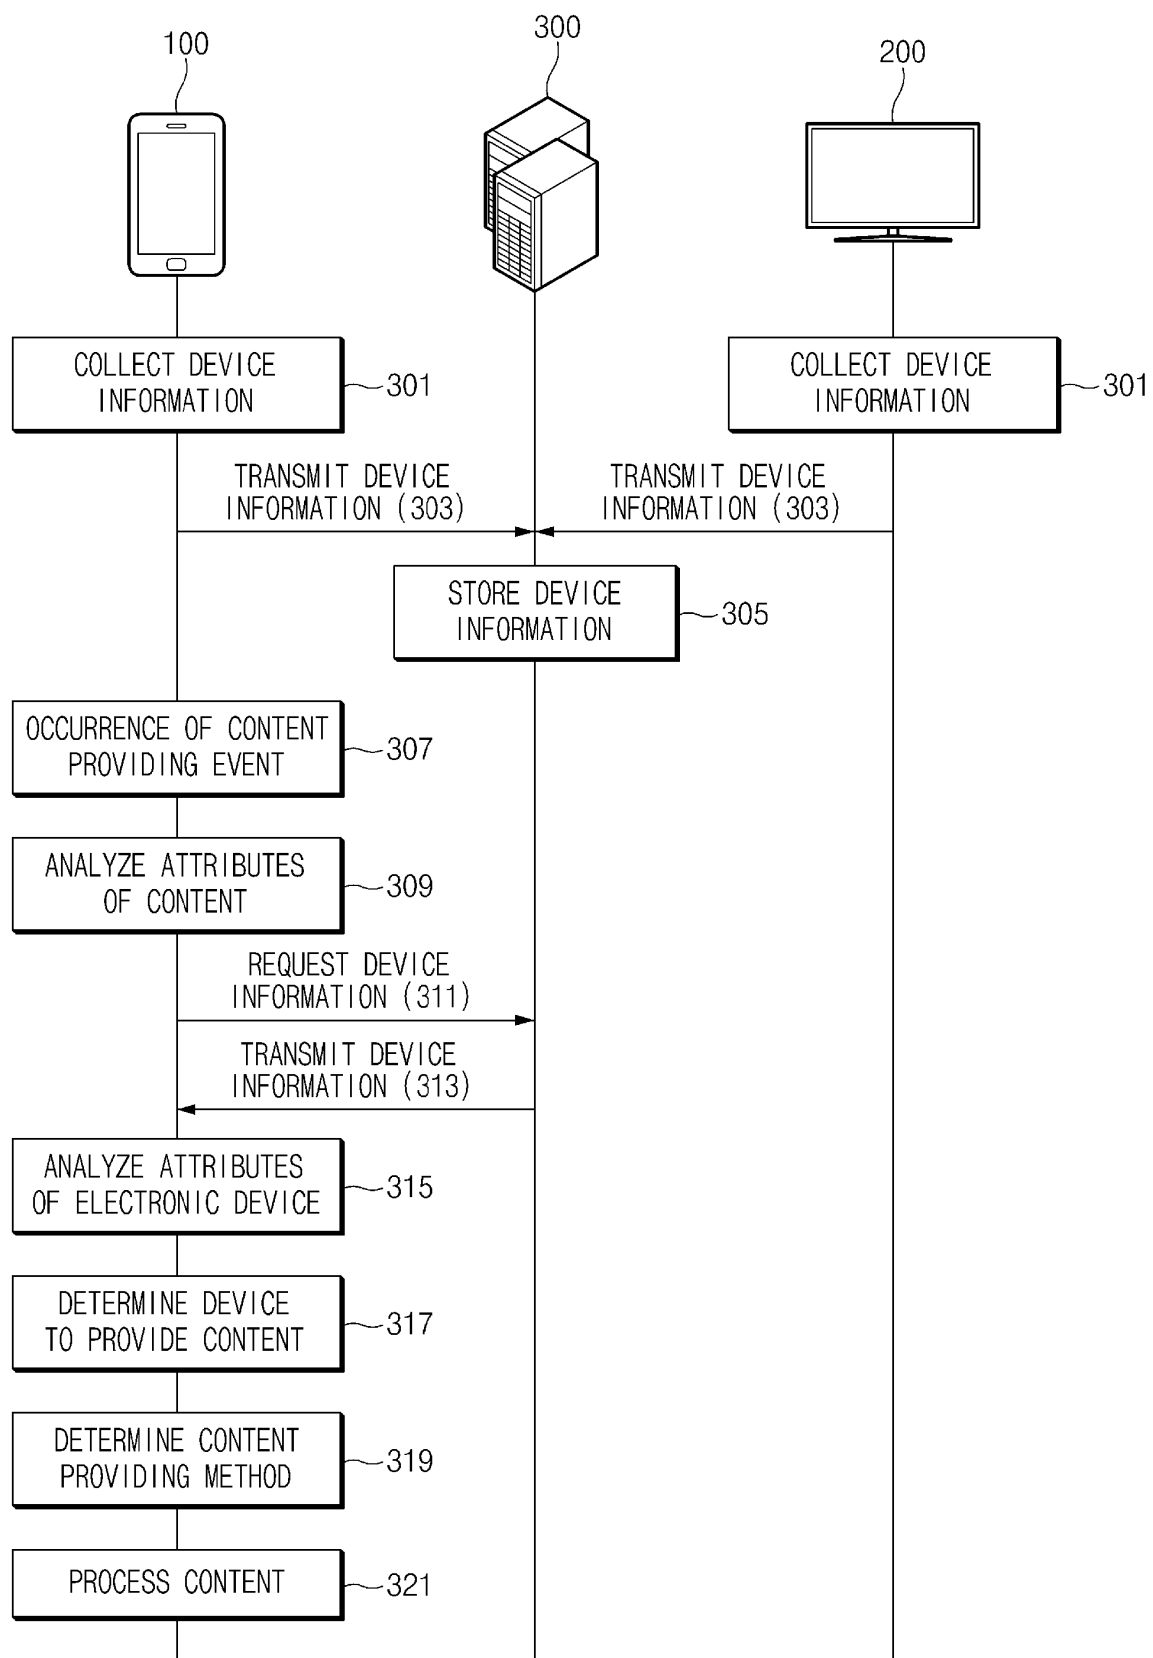 100
300
200
COLLECT DEVICE
INFORMATION
301
COLLECT DEVICE
INFORMATION
301
TRANSMIT DEVICE
INFORMATION (303)
TRANSMIT DEVICE
INFORMATION (303)
STORE DEVICE
INFORMATION
305
OCCURRENCE OF CONTENT
PROVIDING EVENT
307
ANALYZE ATTRIBUTES
OF CONTENT
309
REQUEST DEVICE
INFORMATION (311)
TRANSMIT DEVICE
INFORMATION (313)
ANALYZE ATTRIBUTES
OF ELECTRONIC DEVICE
315
DETERMINE DEVICE
TO PROVIDE CONTENT
317
DETERMINE CONTENT
PROVIDING METHOD
319
PROCESS CONTENT
321